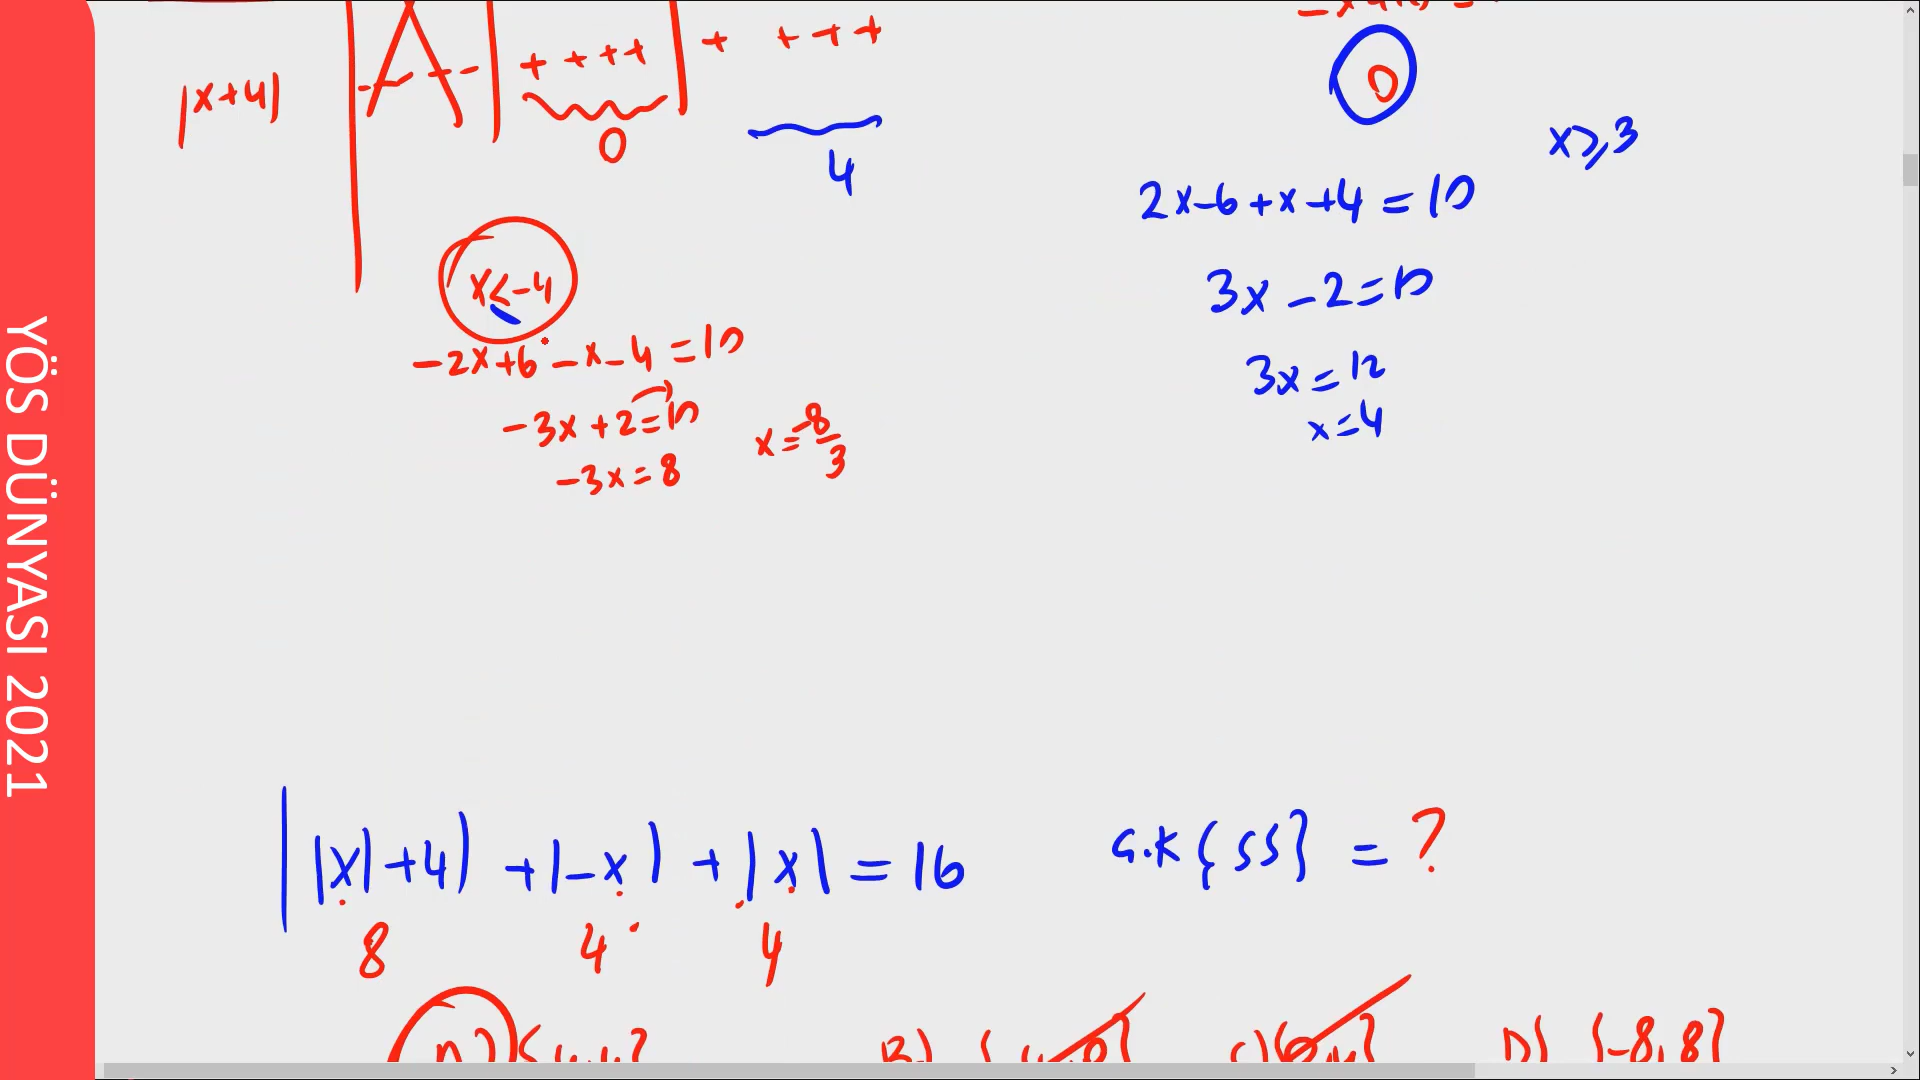 YÖS DÜNYASI 2021
|x+4|
+ + + + + + + +
0
4
0
x≥3
2x-6+x+4=10
3x-2=10
3x=12
x=4
x<-4
-2x+6-x-4=10
-3x+2=10
-3x=8
x=-8/3
||x|+4|+|-x|+|x|=16
Ç.K{SS}=?
8 4 4
B) {
C)
D) {-8,8}